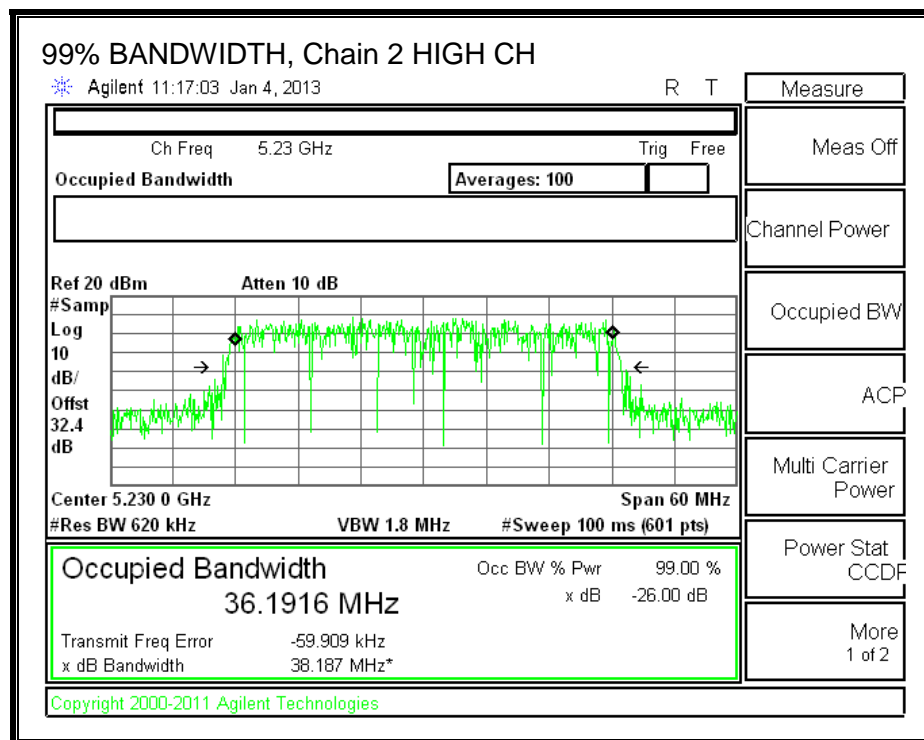 99% BANDWIDTH, Chain 2 HIGH CH
Agilent 11:17:03 Jan 4, 2013 R T
Measure
Ch Freq 5.23 GHz Trig Free
Occupied Bandwidth Averages: 100
Meas Off
Channel Power
Occupied BW
ACP
Multi Carrier
Power
Power Stat
CCDF
More
1 of 2
Ref 20 dBm Atten 10 dB
#Samp
Log
10
dB/
Offst
32.4
dB
Center 5.230 0 GHz Span 60 MHz
#Res BW 620 kHz VBW 1.8 MHz #Sweep 100 ms (601 pts)
Occupied Bandwidth Occ BW % Pwr 99.00 %
36.1916 MHz x dB -26.00 dB
Transmit Freq Error -59.909 kHz
x dB Bandwidth 38.187 MHz*
Copyright 2000-2011 Agilent Technologies